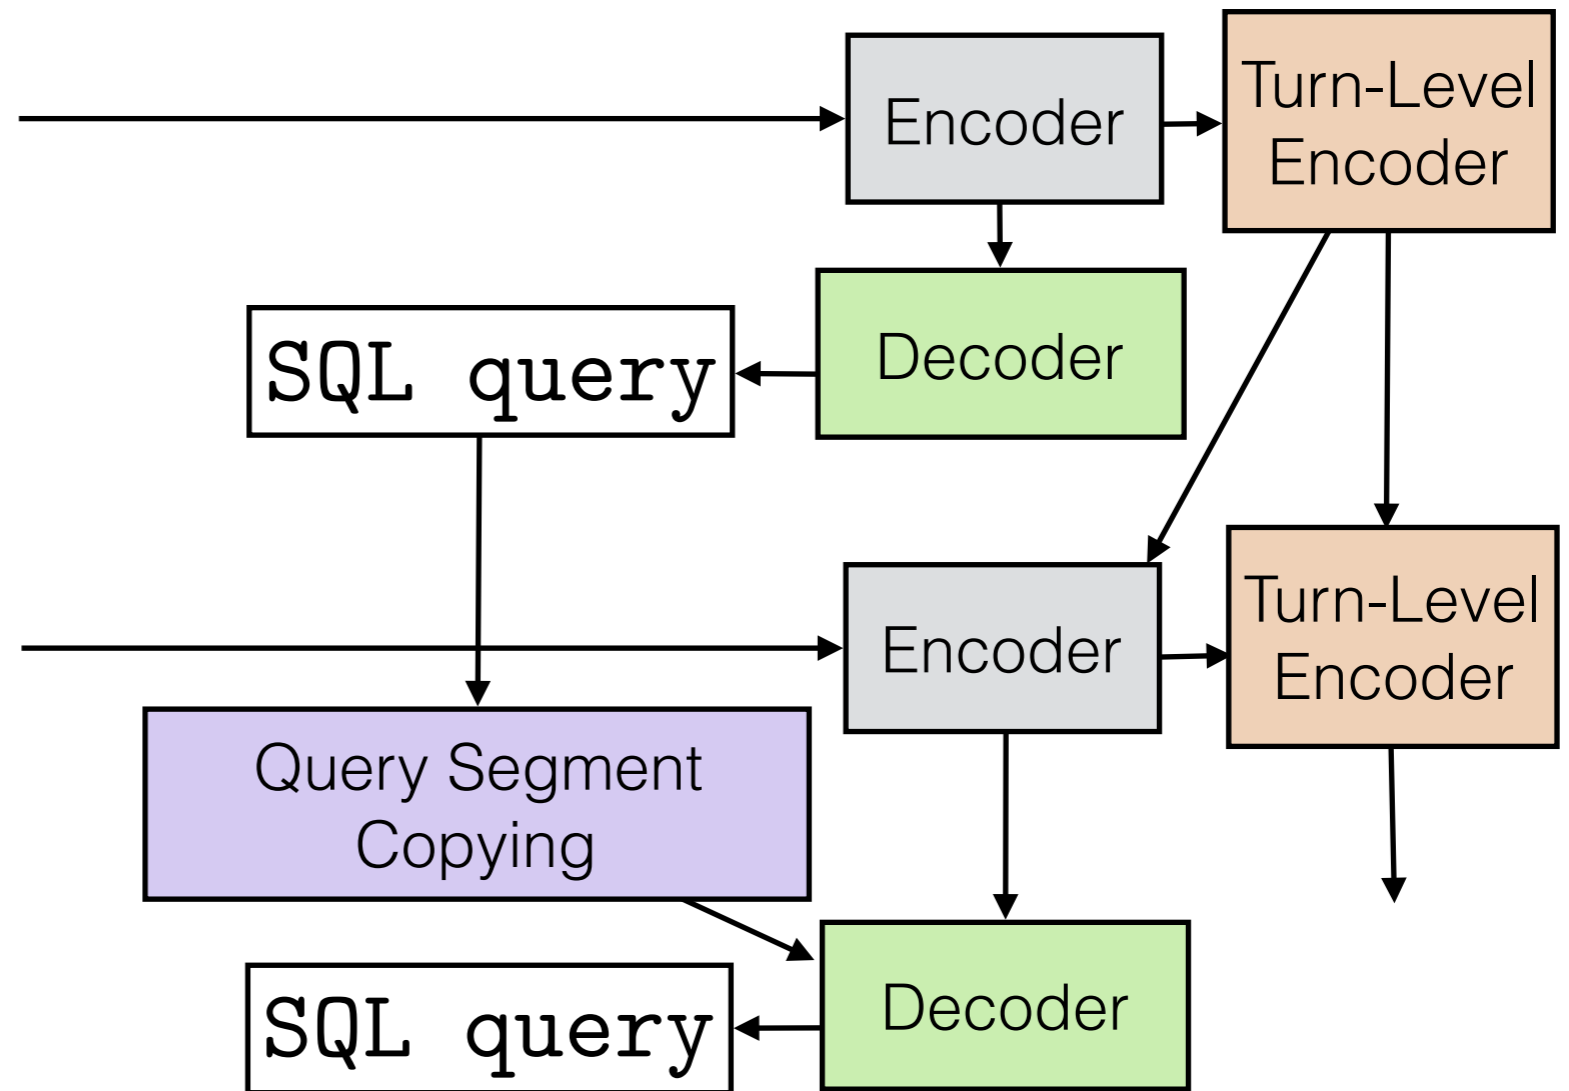 Encoder
Turn-Level
Encoder
Decoder
SQL query
Encoder
Turn-Level
Encoder
Query Segment
Copying
Decoder
SQL query